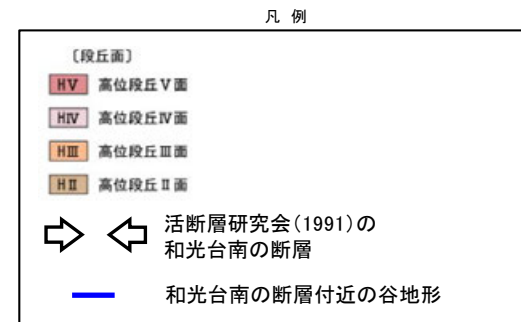 凡 例
〔段丘面〕
HⅤ 高位段丘Ⅴ面
HⅣ 高位段丘Ⅳ面
HⅢ 高位段丘Ⅲ面
HⅡ 高位段丘Ⅱ面
活断層研究会(1991)の
和光台南の断層
和光台南の断層付近の谷地形